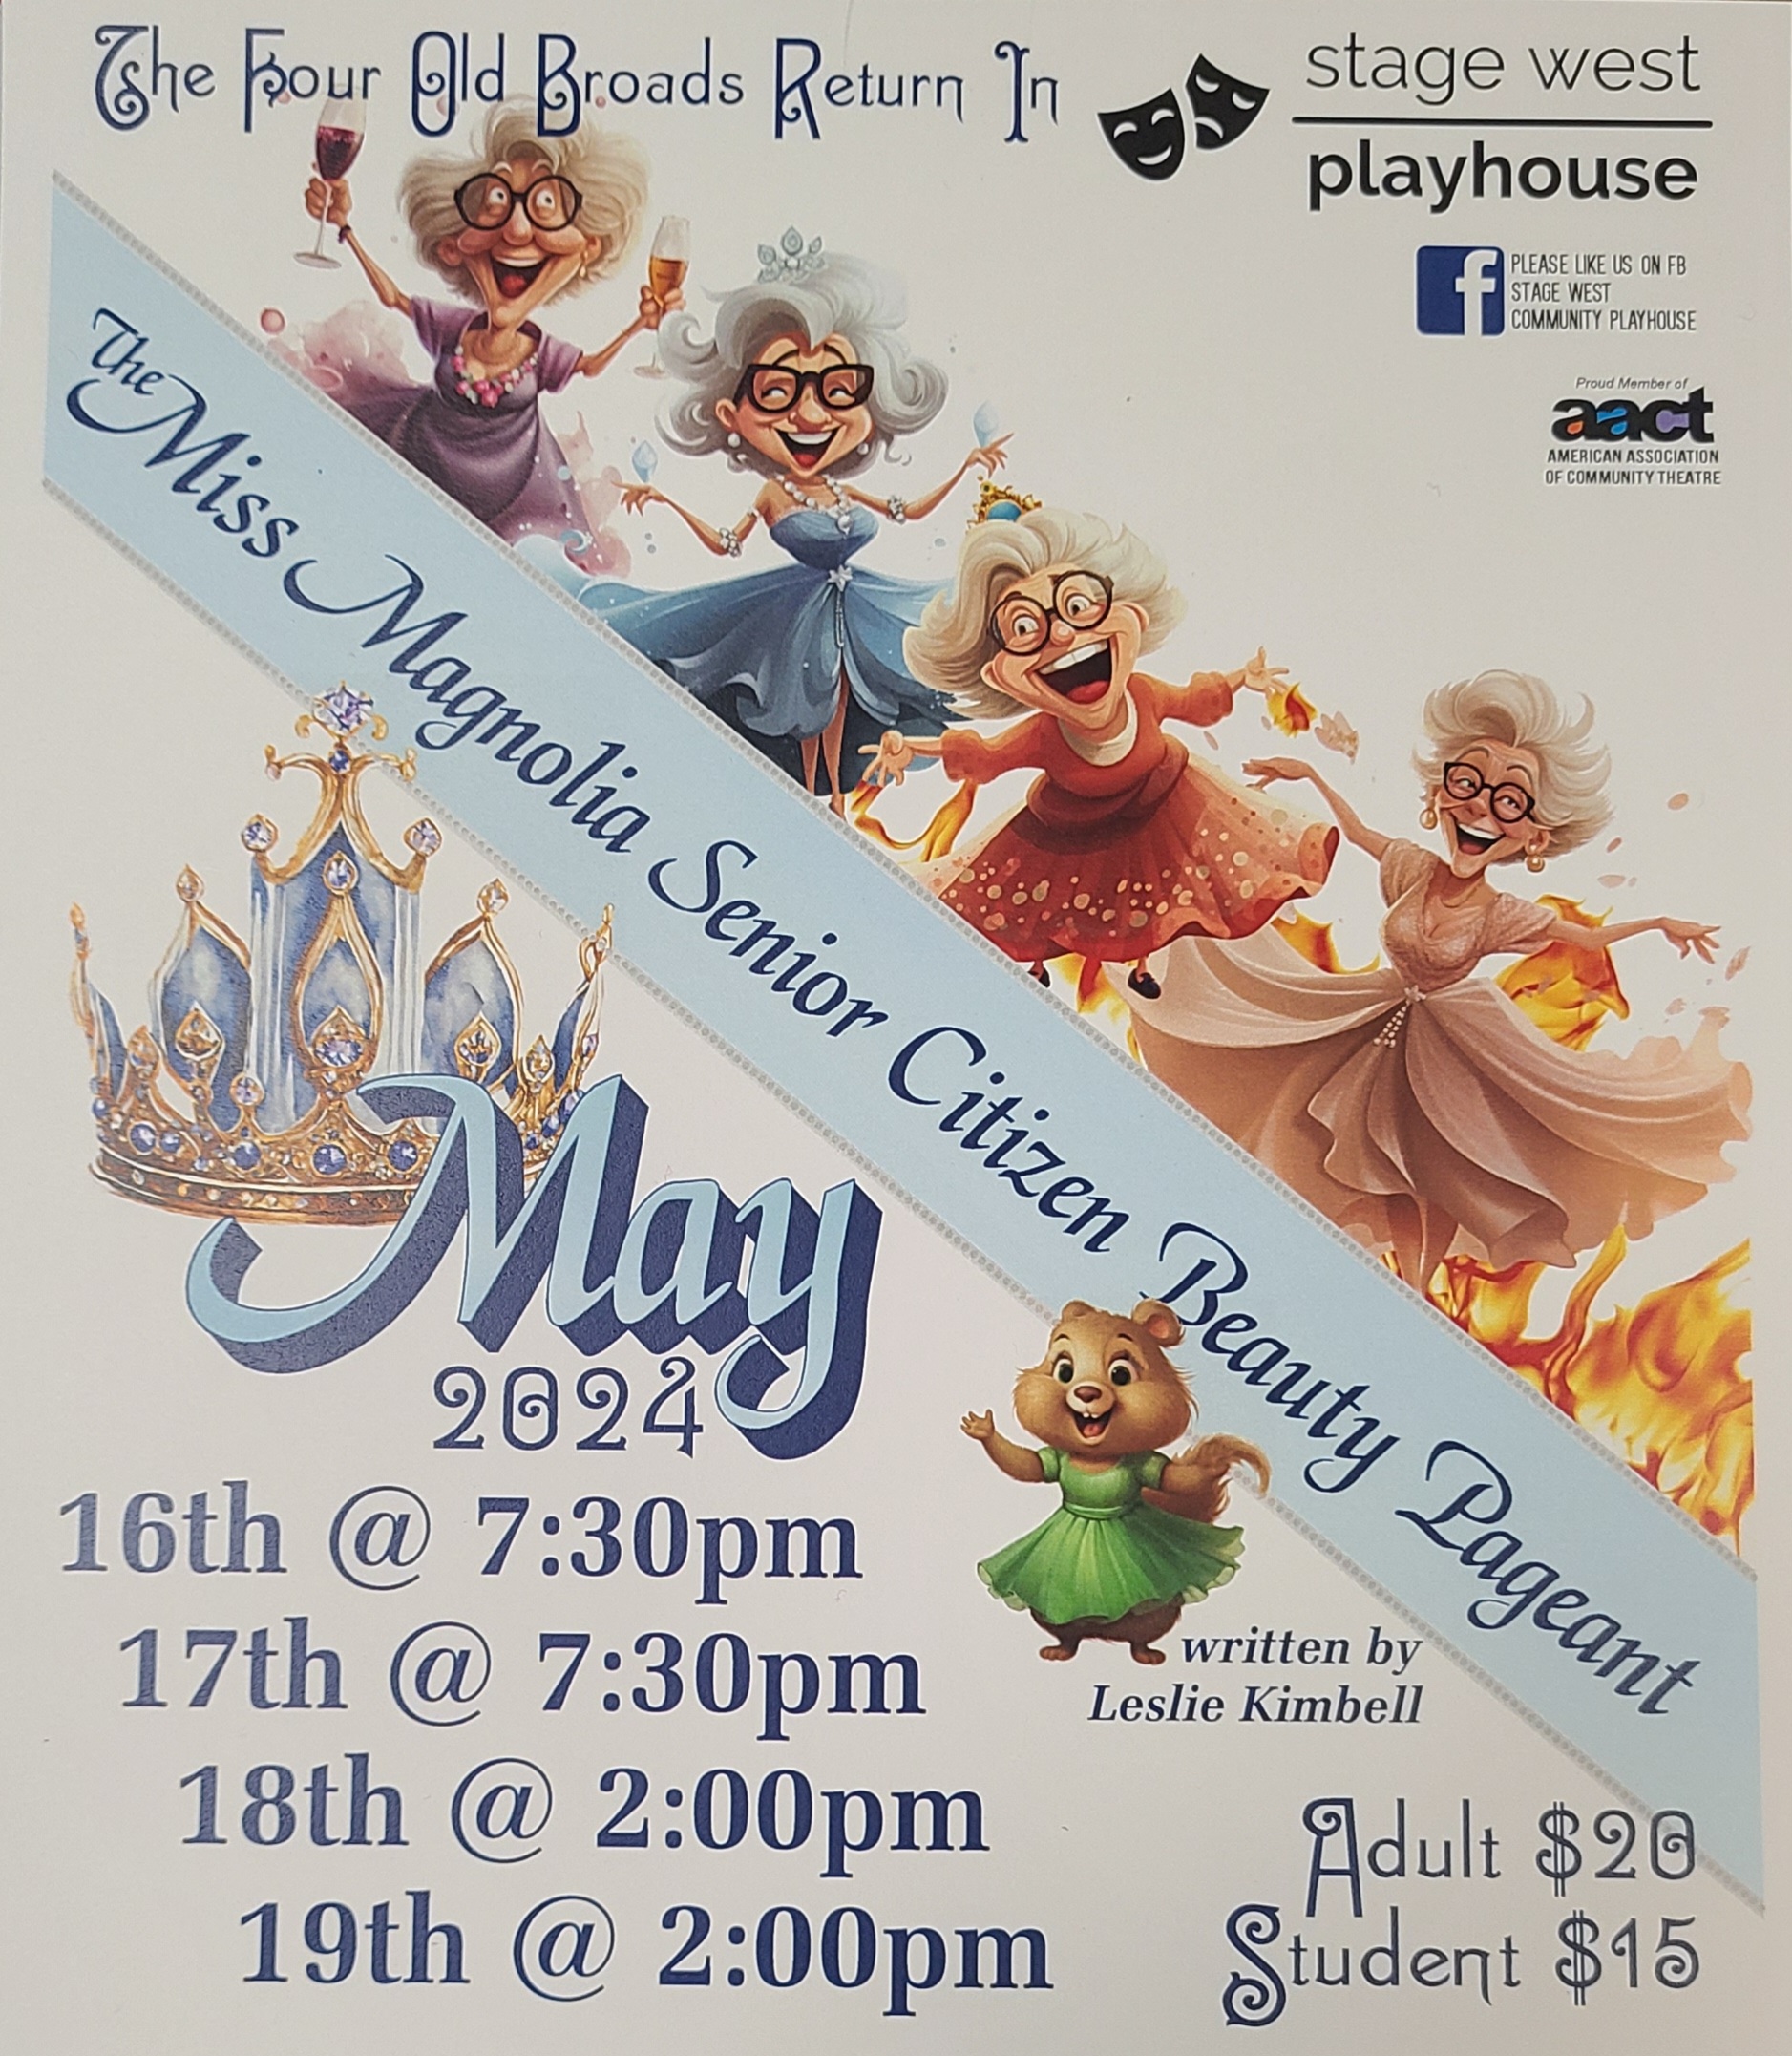 The Four Old Broads Return In
stage west
playhouse
PLEASE LIKE US ON FB
STAGE WEST
COMMUNITY PLAYHOUSE
Proud Member of
aact
AMERICAN ASSOCIATION
OF COMMUNITY THEATRE
The Miss Magnolia Senior Citizen Beauty Pageant
May
2024
16th @ 7:30pm
17th @ 7:30pm
18th @ 2:00pm
19th @ 2:00pm
written by
Leslie Kimbell
Adult $20
Student $15